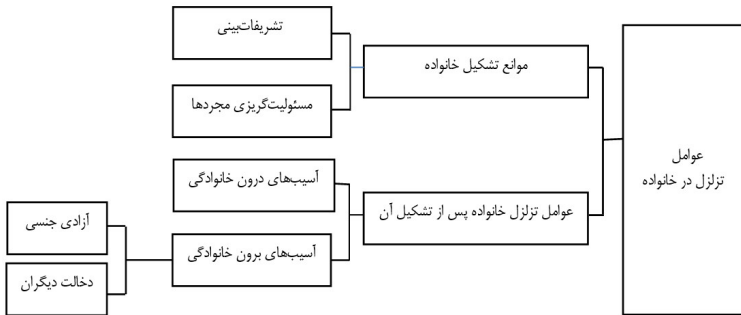 عوامل
تزلزل در خانواده
موانع تشکیل خانواده
تشریفات‌بینی
مسئولیت‌گریزی مجردها
عوامل تزلزل خانواده پس از تشکیل آن
آسیب‌های درون خانوادگی
آسیب‌های برون خانوادگی
آزادی جنسی
دخالت دیگران